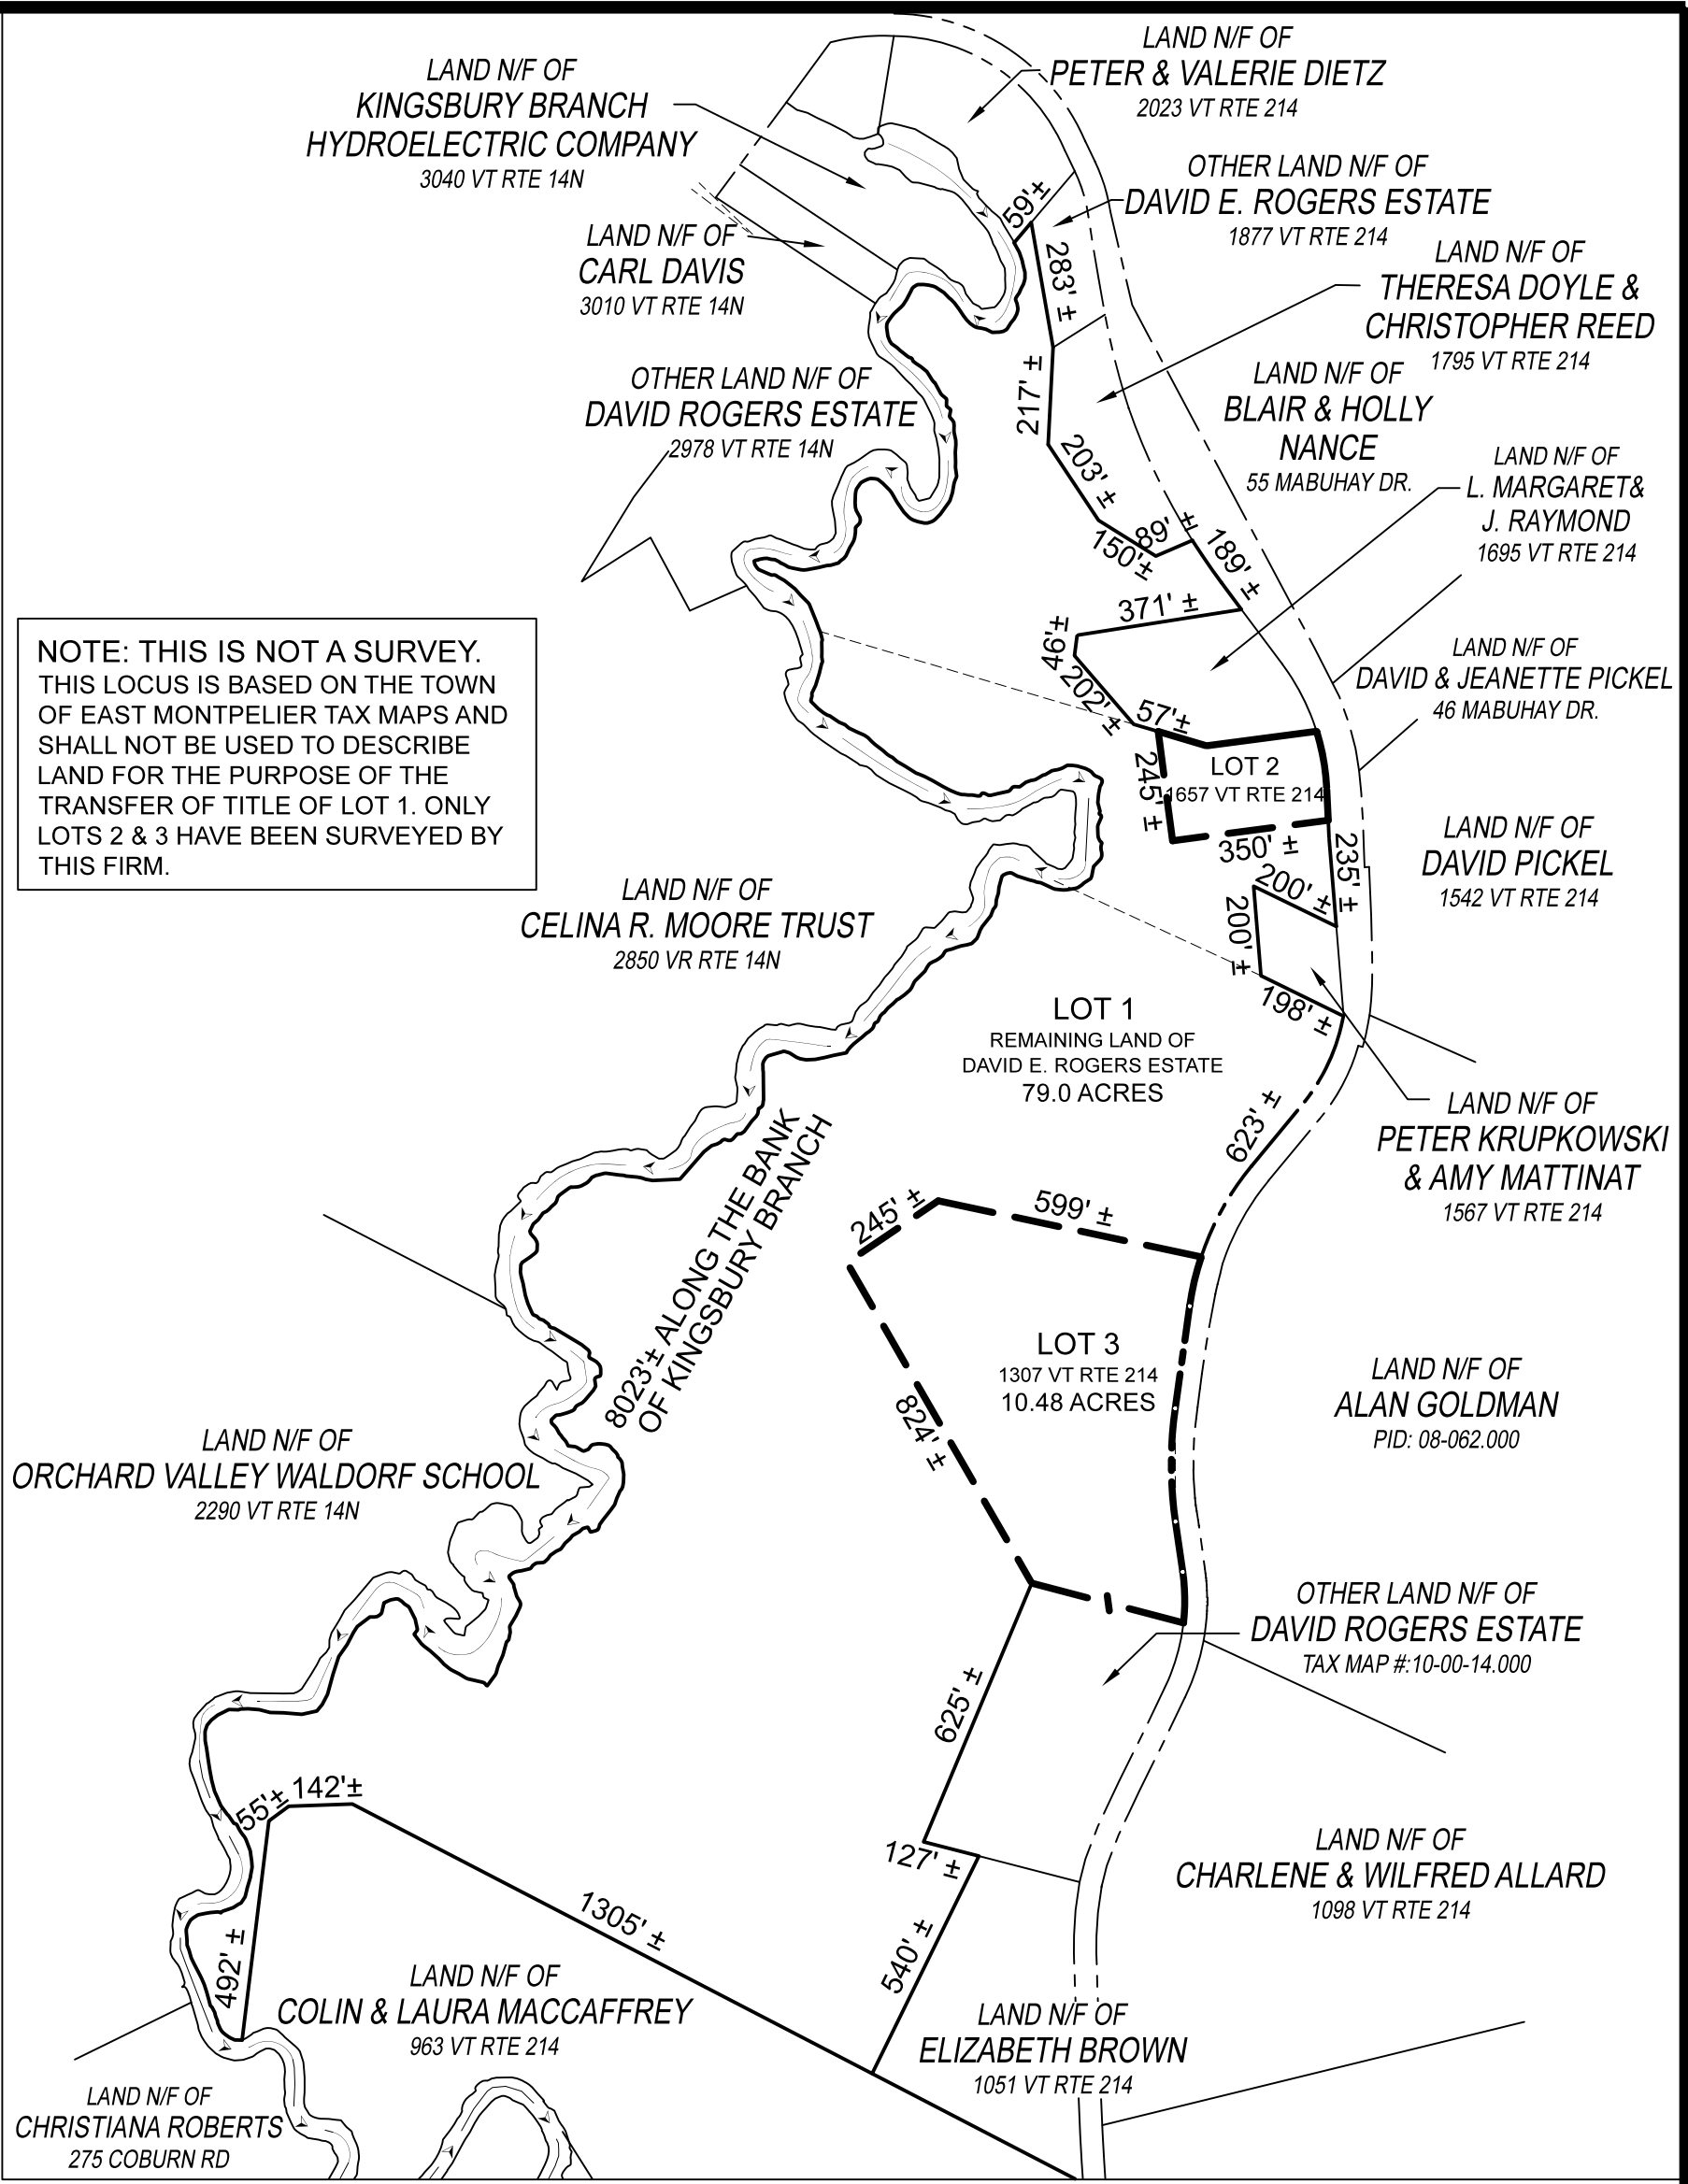 LAND N/F OF
PETER & VALERIE DIETZ
2023 VT RTE 214
LAND N/F OF
KINGSBURY BRANCH
HYDROELECTRIC COMPANY
3040 VT RTE 14N
OTHER LAND N/F OF
DAVID E. ROGERS ESTATE
1877 VT RTE 214
59'±
LAND N/F OF
CARL DAVIS
3010 VT RTE 14N
283' ±
LAND N/F OF
THERESA DOYLE &
CHRISTOPHER REED
1795 VT RTE 214
OTHER LAND N/F OF
DAVID ROGERS ESTATE
2978 VT RTE 14N
217' ±
LAND N/F OF
BLAIR & HOLLY
NANCE
55 MABUHAY DR.
203' ±
LAND N/F OF
L. MARGARET&
J. RAYMOND
1695 VT RTE 214
150'±
89' ±
189' ±
371' ±
46'±
202' ±
57'±
NOTE: THIS IS NOT A SURVEY.
THIS LOCUS IS BASED ON THE TOWN
OF EAST MONTPELIER TAX MAPS AND
SHALL NOT BE USED TO DESCRIBE
LAND FOR THE PURPOSE OF THE
TRANSFER OF TITLE OF LOT 1. ONLY
LOTS 2 & 3 HAVE BEEN SURVEYED BY
THIS FIRM.
LAND N/F OF
DAVID & JEANETTE PICKEL
46 MABUHAY DR.
245' ±
LOT 2
1657 VT RTE 214
350' ±
235' ±
LAND N/F OF
DAVID PICKEL
1542 VT RTE 214
200' ±
200' ±
198' ±
LAND N/F OF
CELINA R. MOORE TRUST
2850 VR RTE 14N
LOT 1
REMAINING LAND OF
DAVID E. ROGERS ESTATE
79.0 ACRES
623' ±
LAND N/F OF
PETER KRUPKOWSKI
& AMY MATTINAT
1567 VT RTE 214
8023'± ALONG THE BANK
OF KINGSBURY BRANCH
245' ±
599' ±
LOT 3
1307 VT RTE 214
10.48 ACRES
824' ±
LAND N/F OF
ALAN GOLDMAN
PID: 08-062.000
LAND N/F OF
ORCHARD VALLEY WALDORF SCHOOL
2290 VT RTE 14N
OTHER LAND N/F OF
DAVID ROGERS ESTATE
TAX MAP #:10-00-14.000
625' ±
55'±
142'±
127' ±
LAND N/F OF
CHARLENE & WILFRED ALLARD
1098 VT RTE 214
1305' ±
540' ±
492' ±
LAND N/F OF
COLIN & LAURA MACCAFFREY
963 VT RTE 214
LAND N/F OF
ELIZABETH BROWN
1051 VT RTE 214
LAND N/F OF
CHRISTIANA ROBERTS
275 COBURN RD